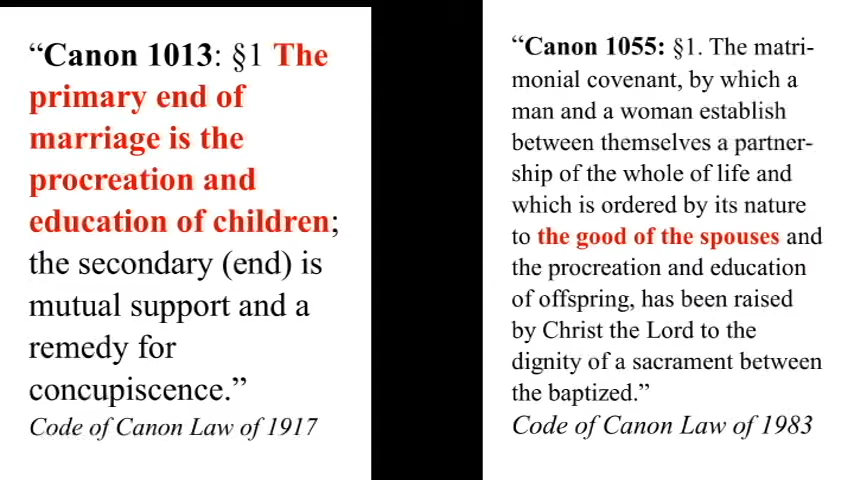 “Canon 1013: §1 The
primary end of
marriage is the
procreation and
education of children;
the secondary (end) is
mutual support and a
remedy for
concupiscence.”
Code of Canon Law of 1917
“Canon 1055: §1. The matri-
monial covenant, by which a
man and a woman establish
between themselves a partner-
ship of the whole of life and
which is ordered by its nature
to the good of the spouses and
the procreation and education
of offspring, has been raised
by Christ the Lord to the
dignity of a sacrament between
the baptized.”
Code of Canon Law of 1983